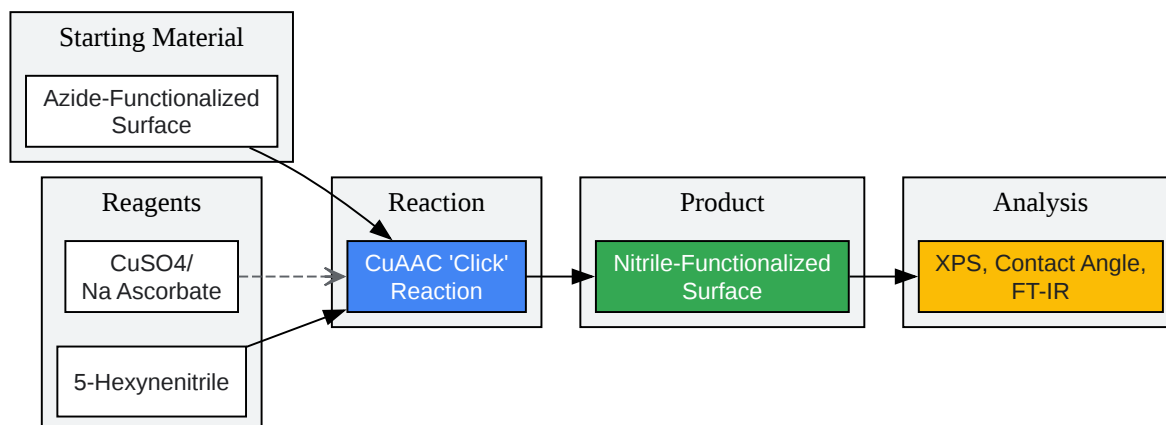 Starting Material
Azide-Functionalized
Surface
Reagents
CuSO4/
Na Ascorbate
5-Hexynenitrile
Reaction
CuAAC 'Click'
Reaction
Product
Nitrile-Functionalized
Surface
Analysis
XPS, Contact Angle,
FT-IR